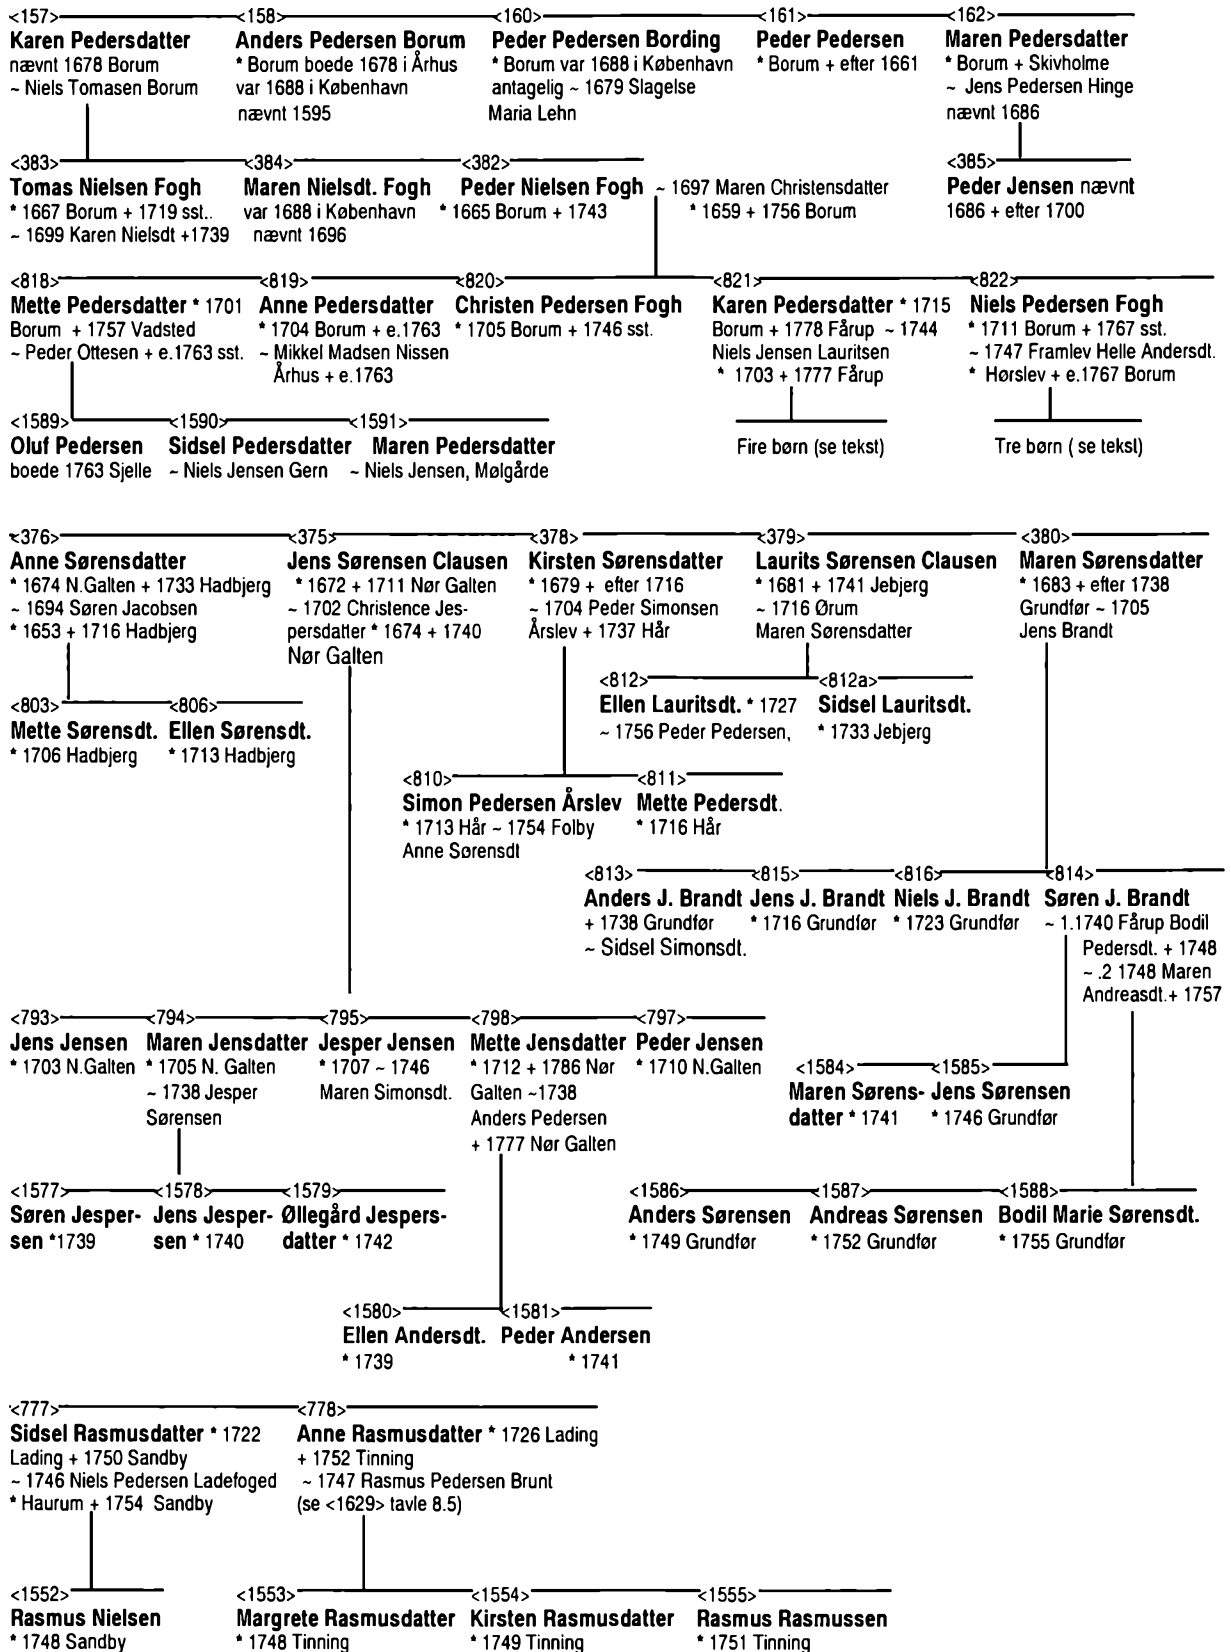 <157> <158> <160> <161> <162>
Karen Pedersdatter
nævnt 1678 Borum
~ Niels Tomasen Borum
Anders Pedersen Borum
* Borum boede 1678 i Århus
var 1688 i København
nævnt 1595
Peder Pedersen Bording
* Borum var 1688 i København
antagelig ~ 1679 Slagelse
Maria Lehn
Peder Pedersen
* Borum + efter 1661
Maren Pedersdatter
* Borum + Skivholme
~ Jens Pedersen Hinge
nævnt 1686
<383> <384> <382> <385>
Tomas Nielsen Fogh
* 1667 Borum + 1719 sst..
~ 1699 Karen Nielsdt +1739
Maren Nielsdt. Fogh
var 1688 i København
nævnt 1696
Peder Nielsen Fogh
* 1665 Borum + 1743
~ 1697 Maren Christensdatter
* 1659 + 1756 Borum
Peder Jensen nævnt
1686 + efter 1700
<818> <819> <820> <821> <822>
Mette Pedersdatter * 1701
Borum + 1757 Vadsted
~ Peder Ottesen + e.1763 sst.
Anne Pedersdatter
* 1704 Borum + e.1763
~ Mikkel Madsen Nissen
Århus + e.1763
Christen Pedersen Fogh
* 1705 Borum + 1746 sst.
Karen Pedersdatter * 1715
Borum + 1778 Fårup ~ 1744
Niels Jensen Lauritsen
* 1703 + 1777 Fårup
Niels Pedersen Fogh
* 1711 Borum + 1767 sst.
~ 1747 Framlev Helle Andersdt.
* Hørslev + e.1767 Borum
<1589> <1590> <1591>
Oluf Pedersen
boede 1763 Sjelle
Sidsel Pedersdatter
~ Niels Jensen Gern
Maren Pedersdatter
~ Niels Jensen, Mølgårde
Fire børn (se tekst)
Tre børn ( se tekst)
<376> <375> <378> <379> <380>
Anne Sørensdatter
* 1674 N.Galten + 1733 Hadbjerg
~ 1694 Søren Jacobsen
* 1653 + 1716 Hadbjerg
Jens Sørensen Clausen
* 1672 + 1711 Nør Galten
~ 1702 Christence Jes-
persdatter * 1674 + 1740
Nør Galten
Kirsten Sørensdatter
* 1679 + efter 1716
~ 1704 Peder Simonsen
Årslev + 1737 Hår
Laurits Sørensen Clausen
* 1681 + 1741 Jebjerg
~ 1716 Ørum
Maren Sørensdatter
Maren Sørensdatter
* 1683 + efter 1738
Grundfør ~ 1705
Jens Brandt
<803> <806>
Mette Sørensdt.
* 1706 Hadbjerg
Ellen Sørensdt.
* 1713 Hadbjerg
<812> <812a>
Ellen Lauritsdt. * 1727
~ 1756 Peder Pedersen,
Sidsel Lauritsdt.
* 1733 Jebjerg
<810> <811>
Simon Pedersen Årslev
* 1713 Hår ~ 1754 Folby
Anne Sørensdt
Mette Pedersdt.
* 1716 Hår
<813> <815> <816> <814>
Anders J. Brandt
+ 1738 Grundfør
~ Sidsel Simonsdt.
Jens J. Brandt
* 1716 Grundfør
Niels J. Brandt
* 1723 Grundfør
Søren J. Brandt
~ 1.1740 Fårup Bodil
Pedersdt. + 1748
~ .2 1748 Maren
Andreasdt.+ 1757
<793> <794> <795> <798> <797>
Jens Jensen
* 1703 N.Galten
Maren Jensdatter
* 1705 N. Galten
~ 1738 Jesper
Sørensen
Jesper Jensen
* 1707 ~ 1746
Maren Simonsdt.
Mette Jensdatter
* 1712 + 1786 Nør
Galten ~1738
Anders Pedersen
+ 1777 Nør Galten
Peder Jensen
* 1710 N.Galten
<1584> <1585>
Maren Sørens-
datter * 1741
Jens Sørensen
* 1746 Grundfør
<1577> <1578> <1579>
Søren Jesper-
sen *1739
Jens Jesper-
sen * 1740
Øllegård Jespers-
datter * 1742
<1586> <1587> <1588>
Anders Sørensen
* 1749 Grundfør
Andreas Sørensen
* 1752 Grundfør
Bodil Marie Sørensdt.
* 1755 Grundfør
<1580> <1581>
Ellen Andersdt.
* 1739
Peder Andersen
* 1741
<777> <778>
Sidsel Rasmusdatter * 1722
Lading + 1750 Sandby
~ 1746 Niels Pedersen Ladefoged
* Haurum + 1754 Sandby
Anne Rasmusdatter * 1726 Lading
+ 1752 Tinning
~ 1747 Rasmus Pedersen Brunt
(se <1629> tavle 8.5)
<1552> <1553> <1554> <1555>
Rasmus Nielsen
* 1748 Sandby
Margrete Rasmusdatter
* 1748 Tinning
Kirsten Rasmusdatter
* 1749 Tinning
Rasmus Rasmussen
* 1751 Tinning